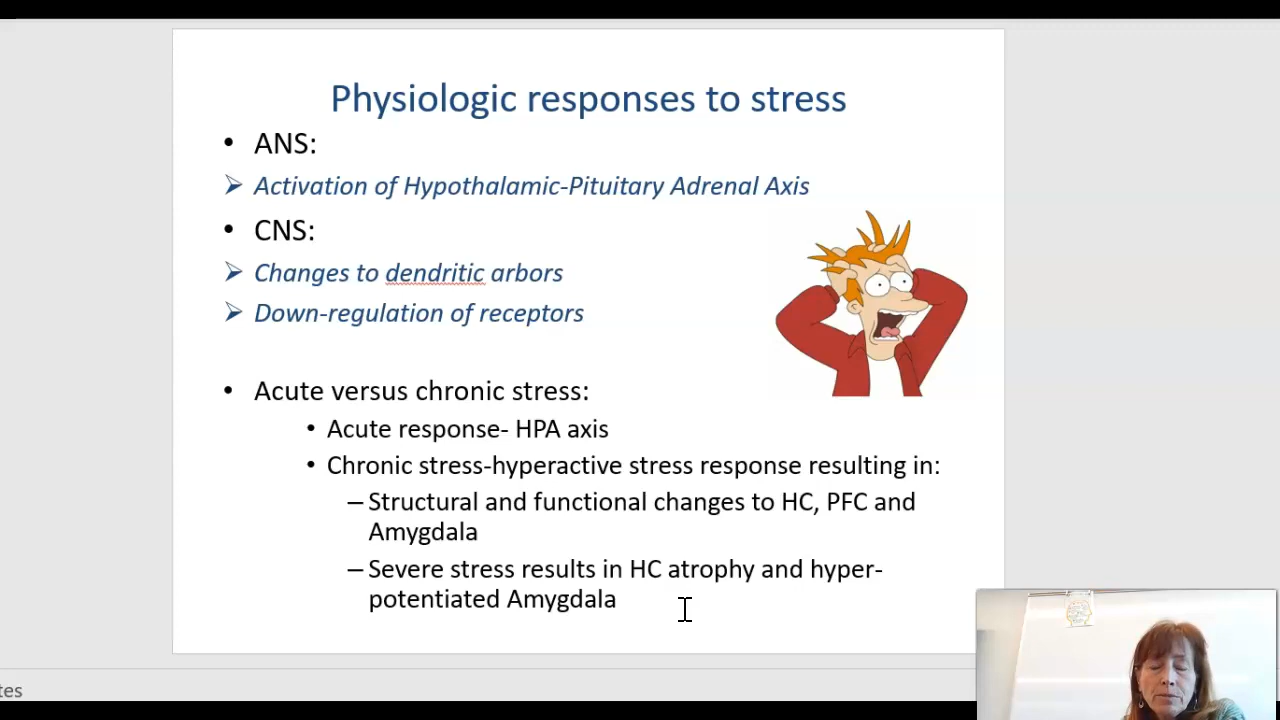 Physiologic responses to stress
• ANS:
➢ Activation of Hypothalamic-Pituitary Adrenal Axis
• CNS:
➢ Changes to dendritic arbors
➢ Down-regulation of receptors
• Acute versus chronic stress:
• Acute response- HPA axis
• Chronic stress-hyperactive stress response resulting in:
– Structural and functional changes to HC, PFC and
Amygdala
– Severe stress results in HC atrophy and hyper-
potentiated Amygdala
tes